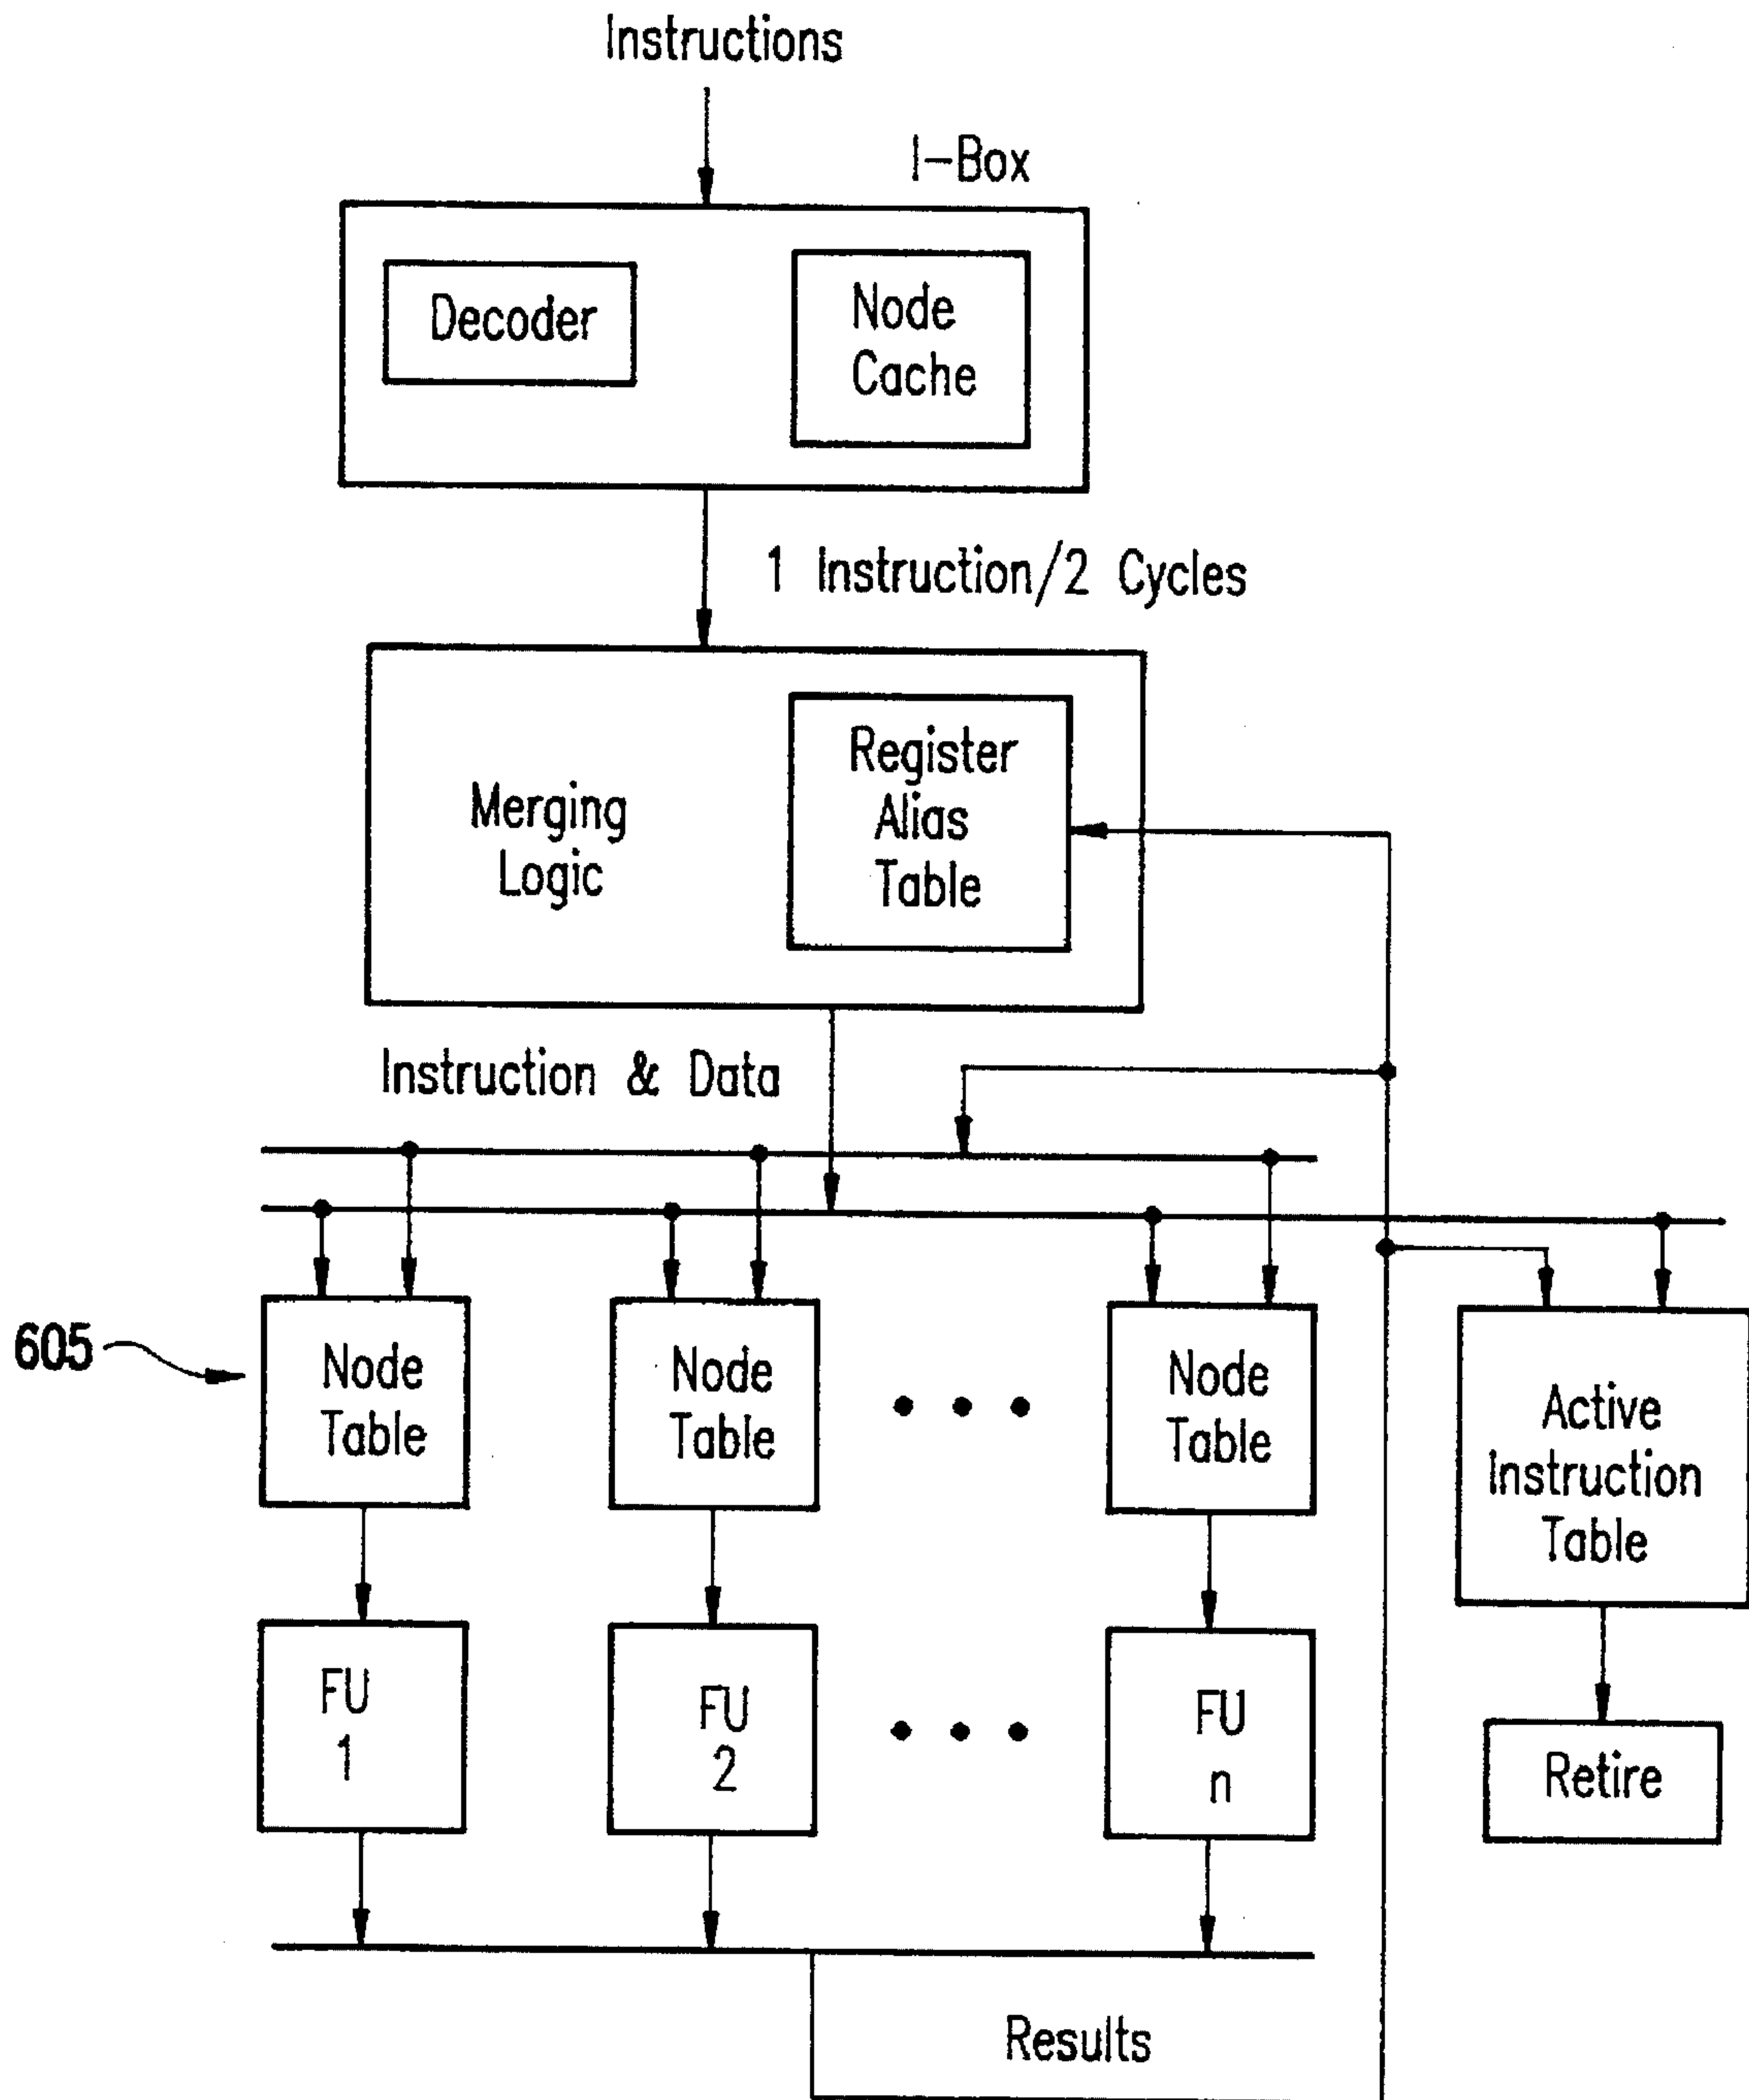 Instructions
I-Box
Decoder
Node
Cache
1 Instruction/2 Cycles
Merging
Logic
Register
Alias
Table
Instruction & Data
605
Node
Table
Node
Table
Node
Table
Active
Instruction
Table
FU
1
FU
2
FU
n
Retire
Results